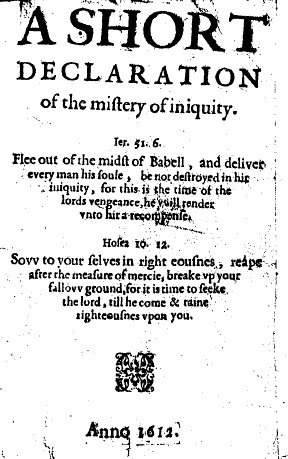 A SHORT
DECLARATION
of the miſtery of iniquity.
Ier. 51. 6.
Flee out of the midſt of Babell, and deliver
every man his ſoule, be not deſtroyed in his
iniquity, for this is the time of the
lords vengeance, he vvill render
vnto hir a recompenſe.
Hoſea 10. 12.
Sovv to your ſelves in right eouſnes, reape
after the meaſure of mercie, breake vp your
fallovv ground, for it is time to ſeeke
the lord, till he come & raine
righteouſnes vpon you.
Anno 1612.